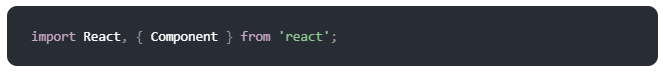 import React, { Component } from 'react';